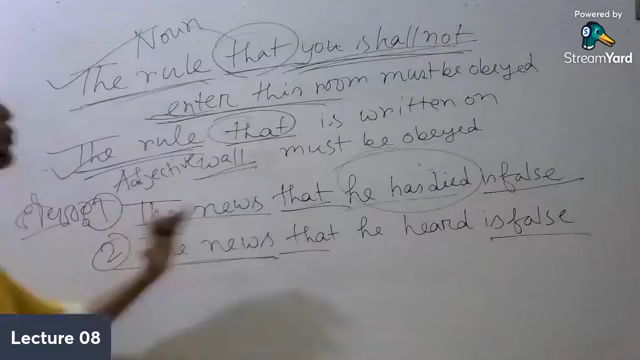 Powered by
StreamYard
Noun
The rule that you shall not
enter this room must be obeyed
The rule that is written on
Adjective wall must be obeyed
1 The news that he has died is false
2 The news that he heard is false
Lecture 08